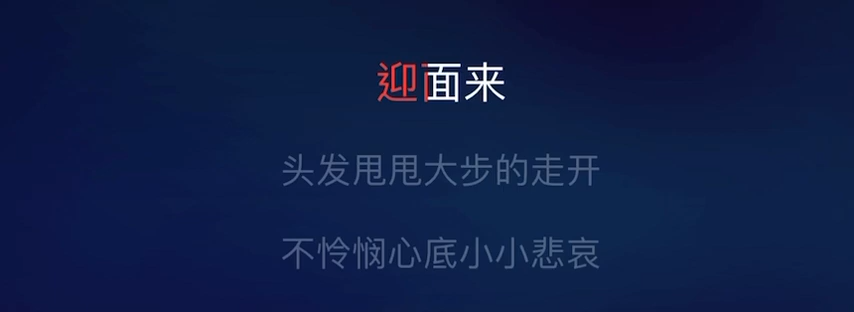 迎面来
头发甩甩大步的走开
不怜悯心底小小悲哀